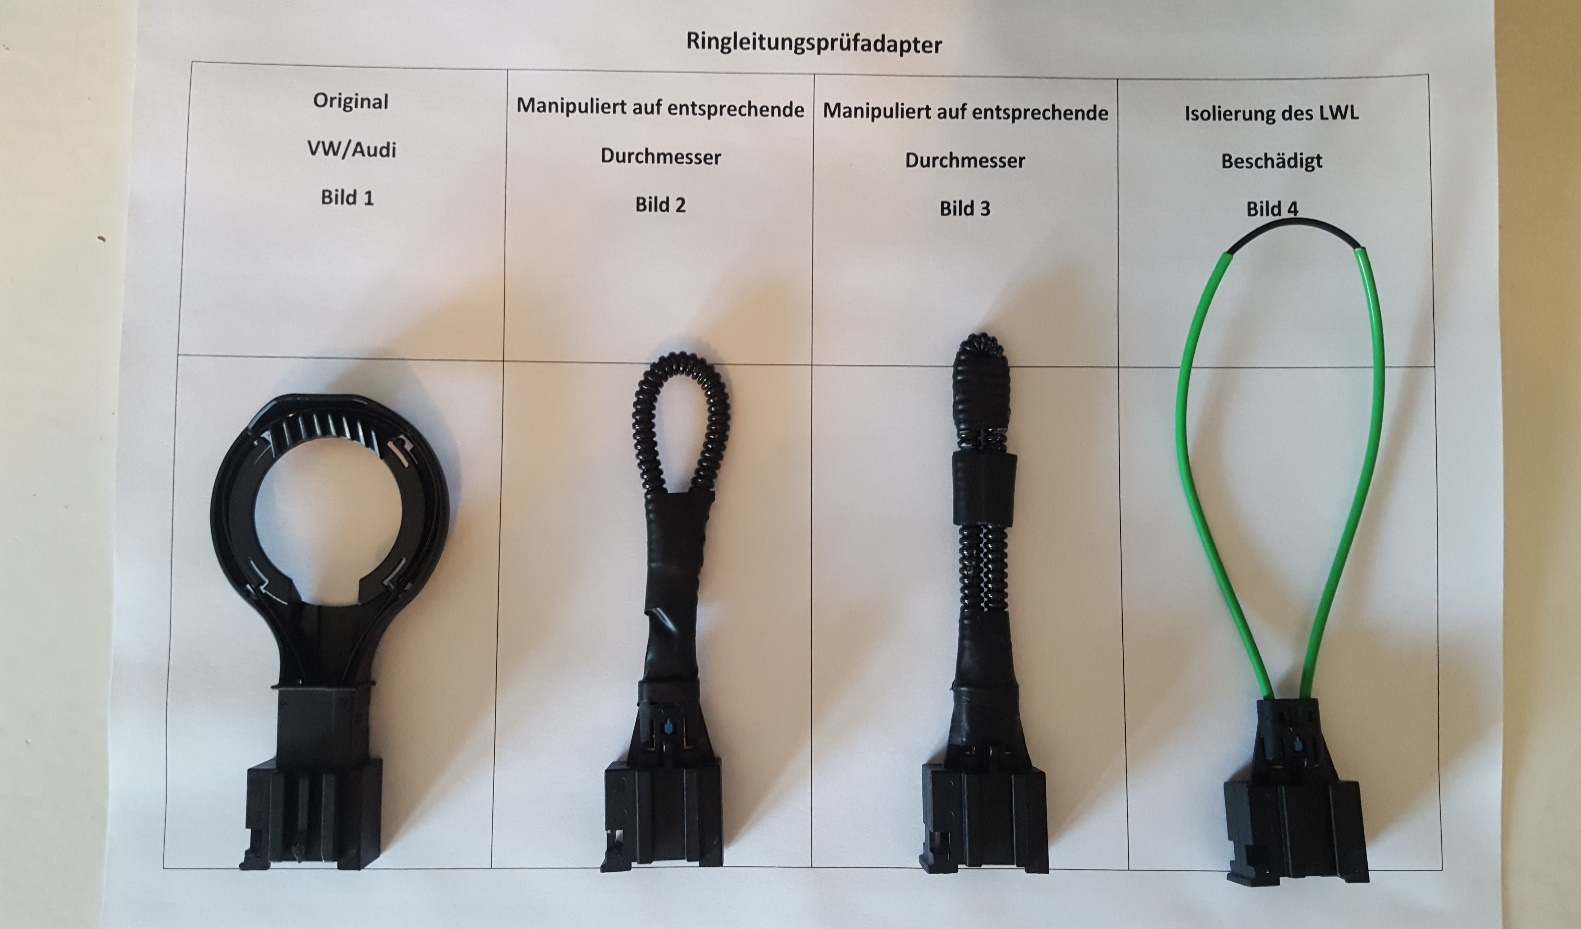 Ringleitungsprüfadapter
Original
VW/Audi
Bild 1
Manipuliert auf entsprechende
Durchmesser
Bild 2
Manipuliert auf entsprechende
Durchmesser
Bild 3
Isolierung des LWL
Beschädigt
Bild 4